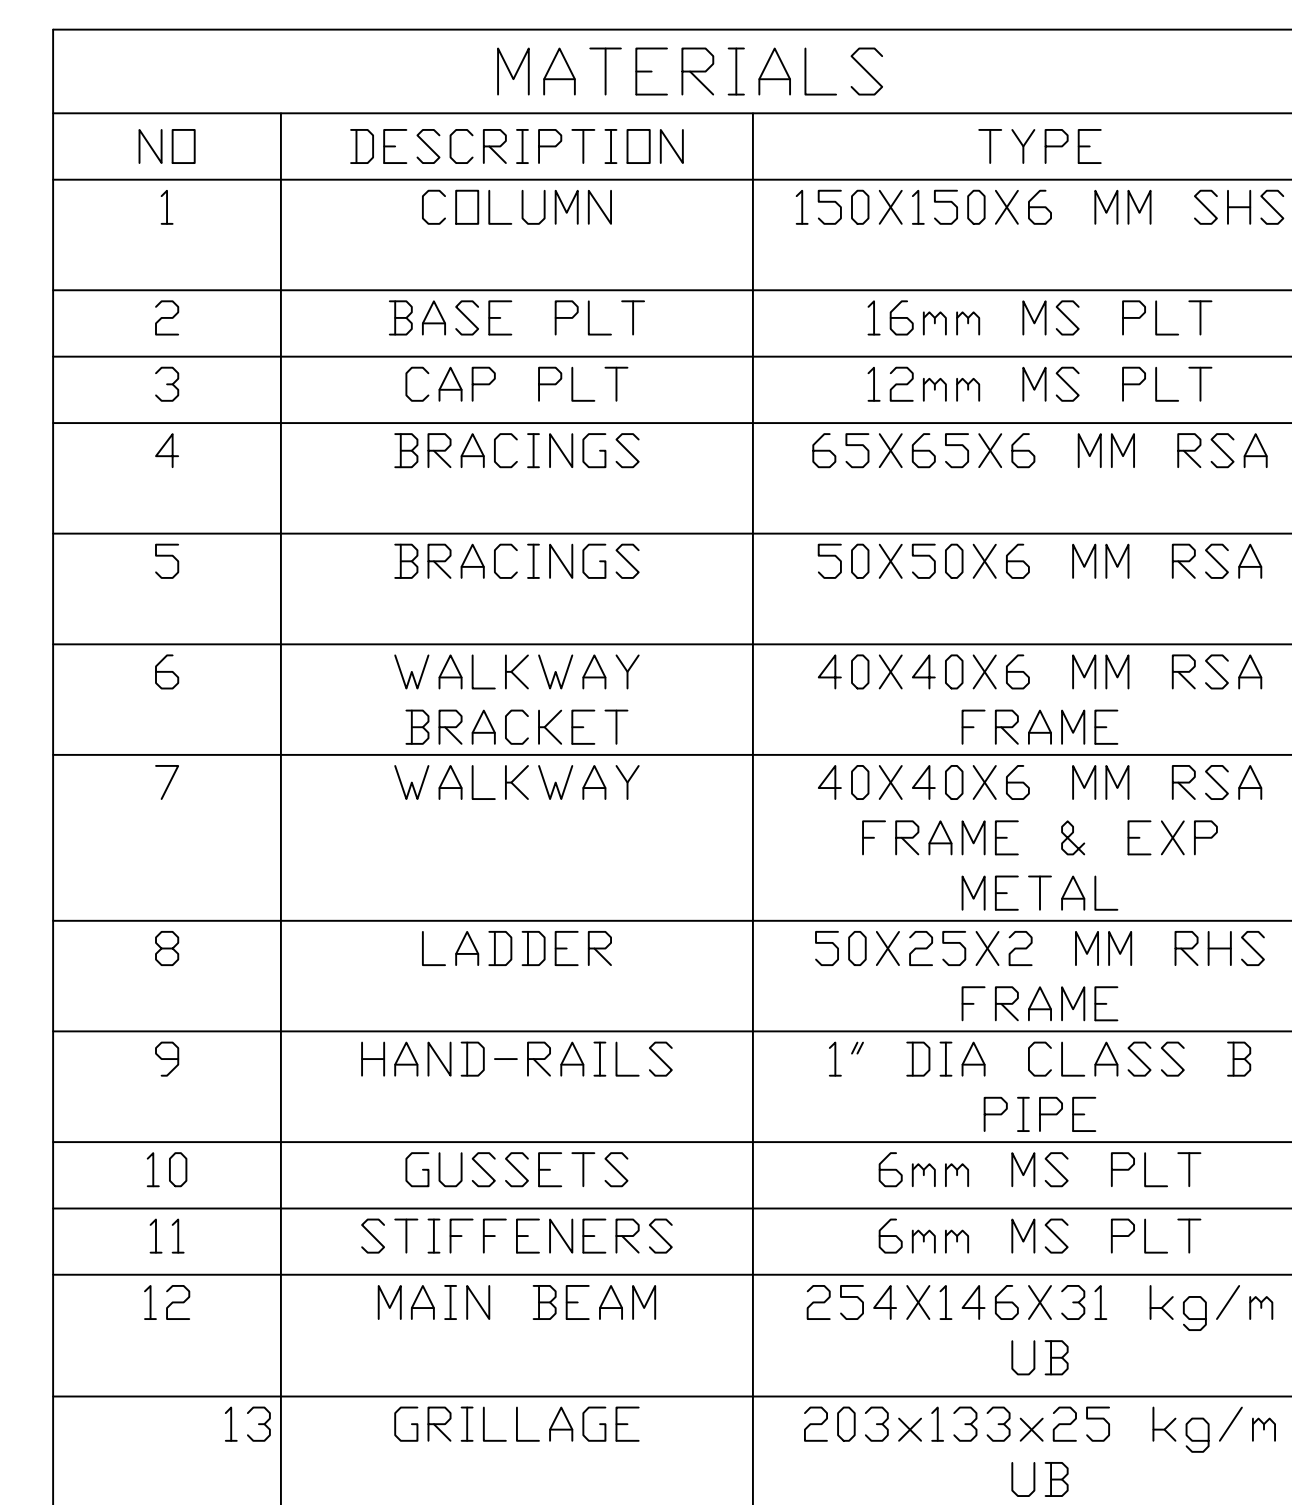 MATERIALS
NO DESCRIPTION TYPE
1 COLUMN 150X150X6 MM SHS
2 BASE PLT 16mm MS PLT
3 CAP PLT 12mm MS PLT
4 BRACINGS 65X65X6 MM RSA
5 BRACINGS 50X50X6 MM RSA
6 WALKWAY 40X40X6 MM RSA
BRACKET FRAME
7 WALKWAY 40X40X6 MM RSA
FRAME & EXP
METAL
8 LADDER 50X25X2 MM RHS
FRAME
9 HAND-RAILS 1" DIA CLASS B
PIPE
10 GUSSETS 6mm MS PLT
11 STIFFENERS 6mm MS PLT
12 MAIN BEAM 254X146X31 kg/m
UB
13 GRILLAGE 203x133x25 kg/m
UB